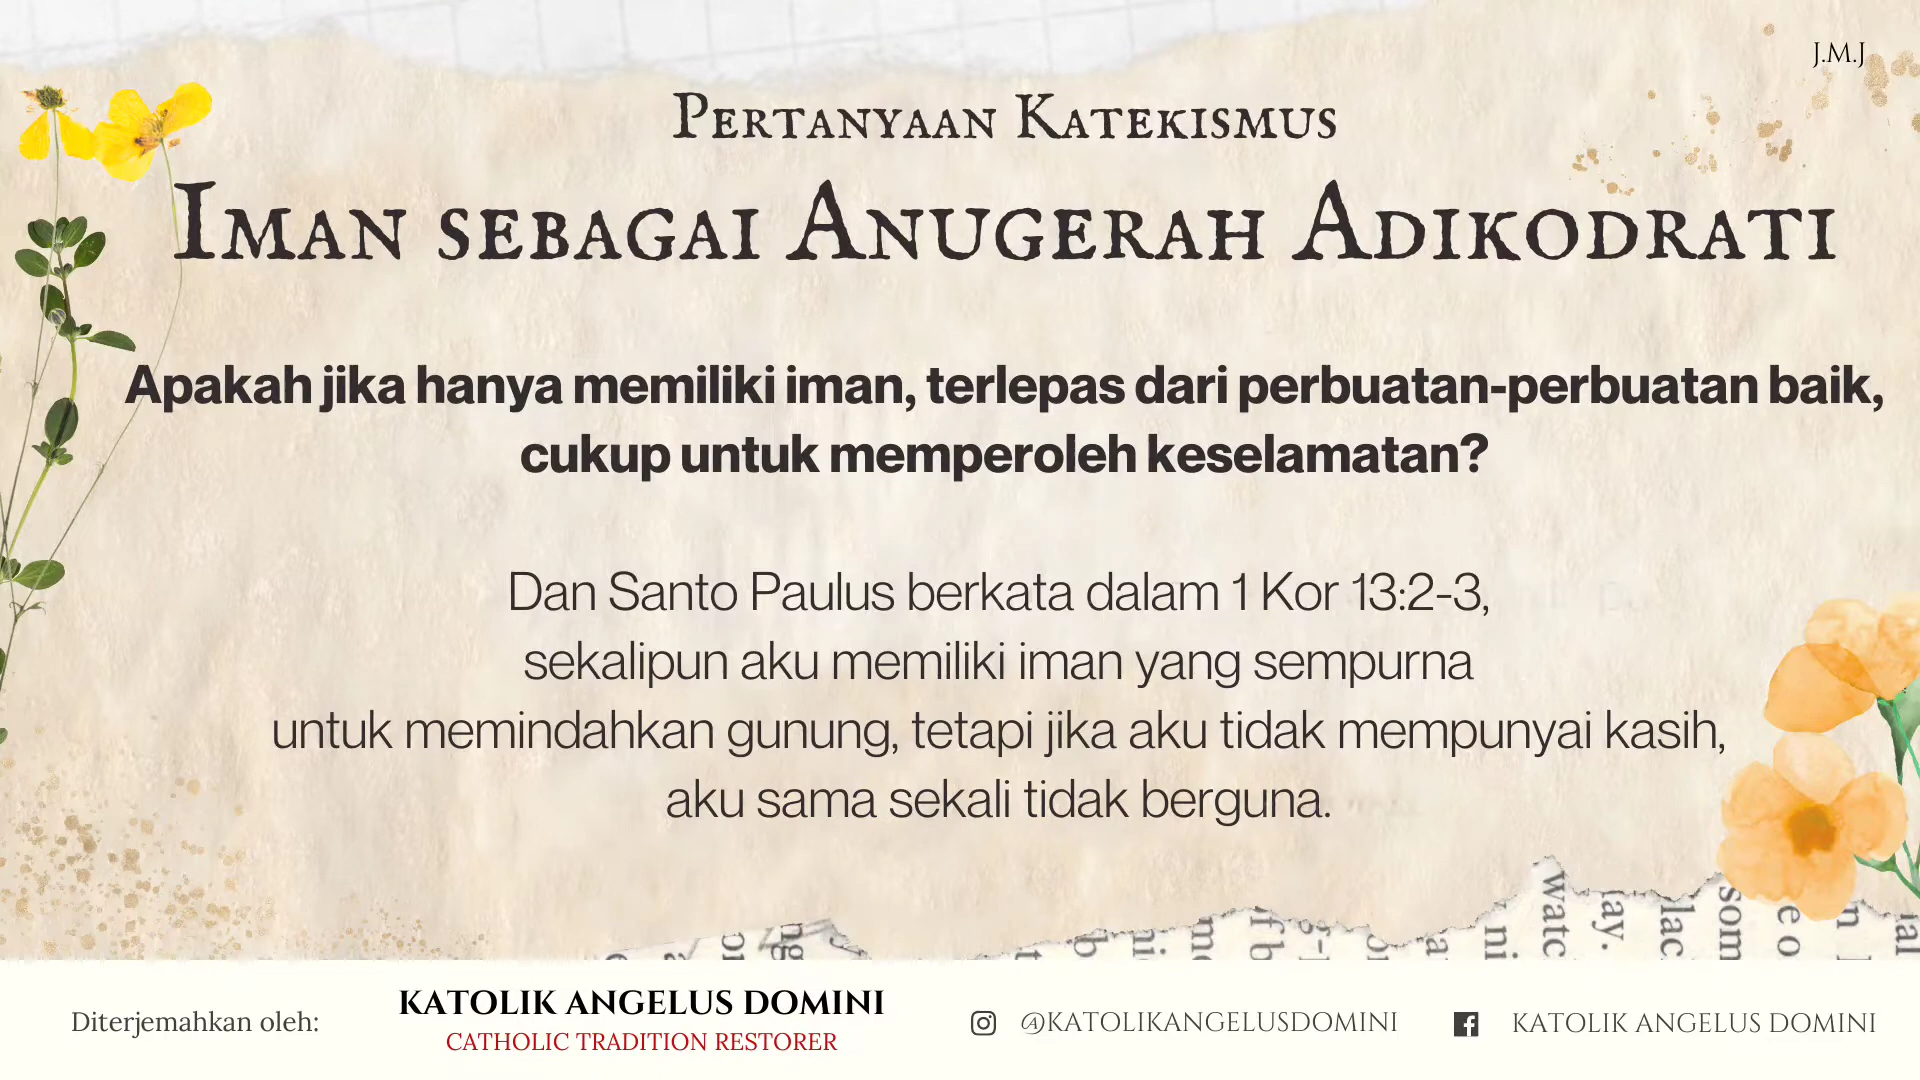 J.M.J
Pertanyaan Katekismus
Iman sebagai Anugerah Adikodrati
Apakah jika hanya memiliki iman, terlepas dari perbuatan-perbuatan baik,
cukup untuk memperoleh keselamatan?
Dan Santo Paulus berkata dalam 1 Kor 13:2-3,
sekalipun aku memiliki iman yang sempurna
untuk memindahkan gunung, tetapi jika aku tidak mempunyai kasih,
aku sama sekali tidak berguna.
Diterjemahkan oleh:
KATOLIK ANGELUS DOMINI
CATHOLIC TRADITION RESTORER
@KATOLIKANGELUSDOMINI
KATOLIK ANGELUS DOMINI